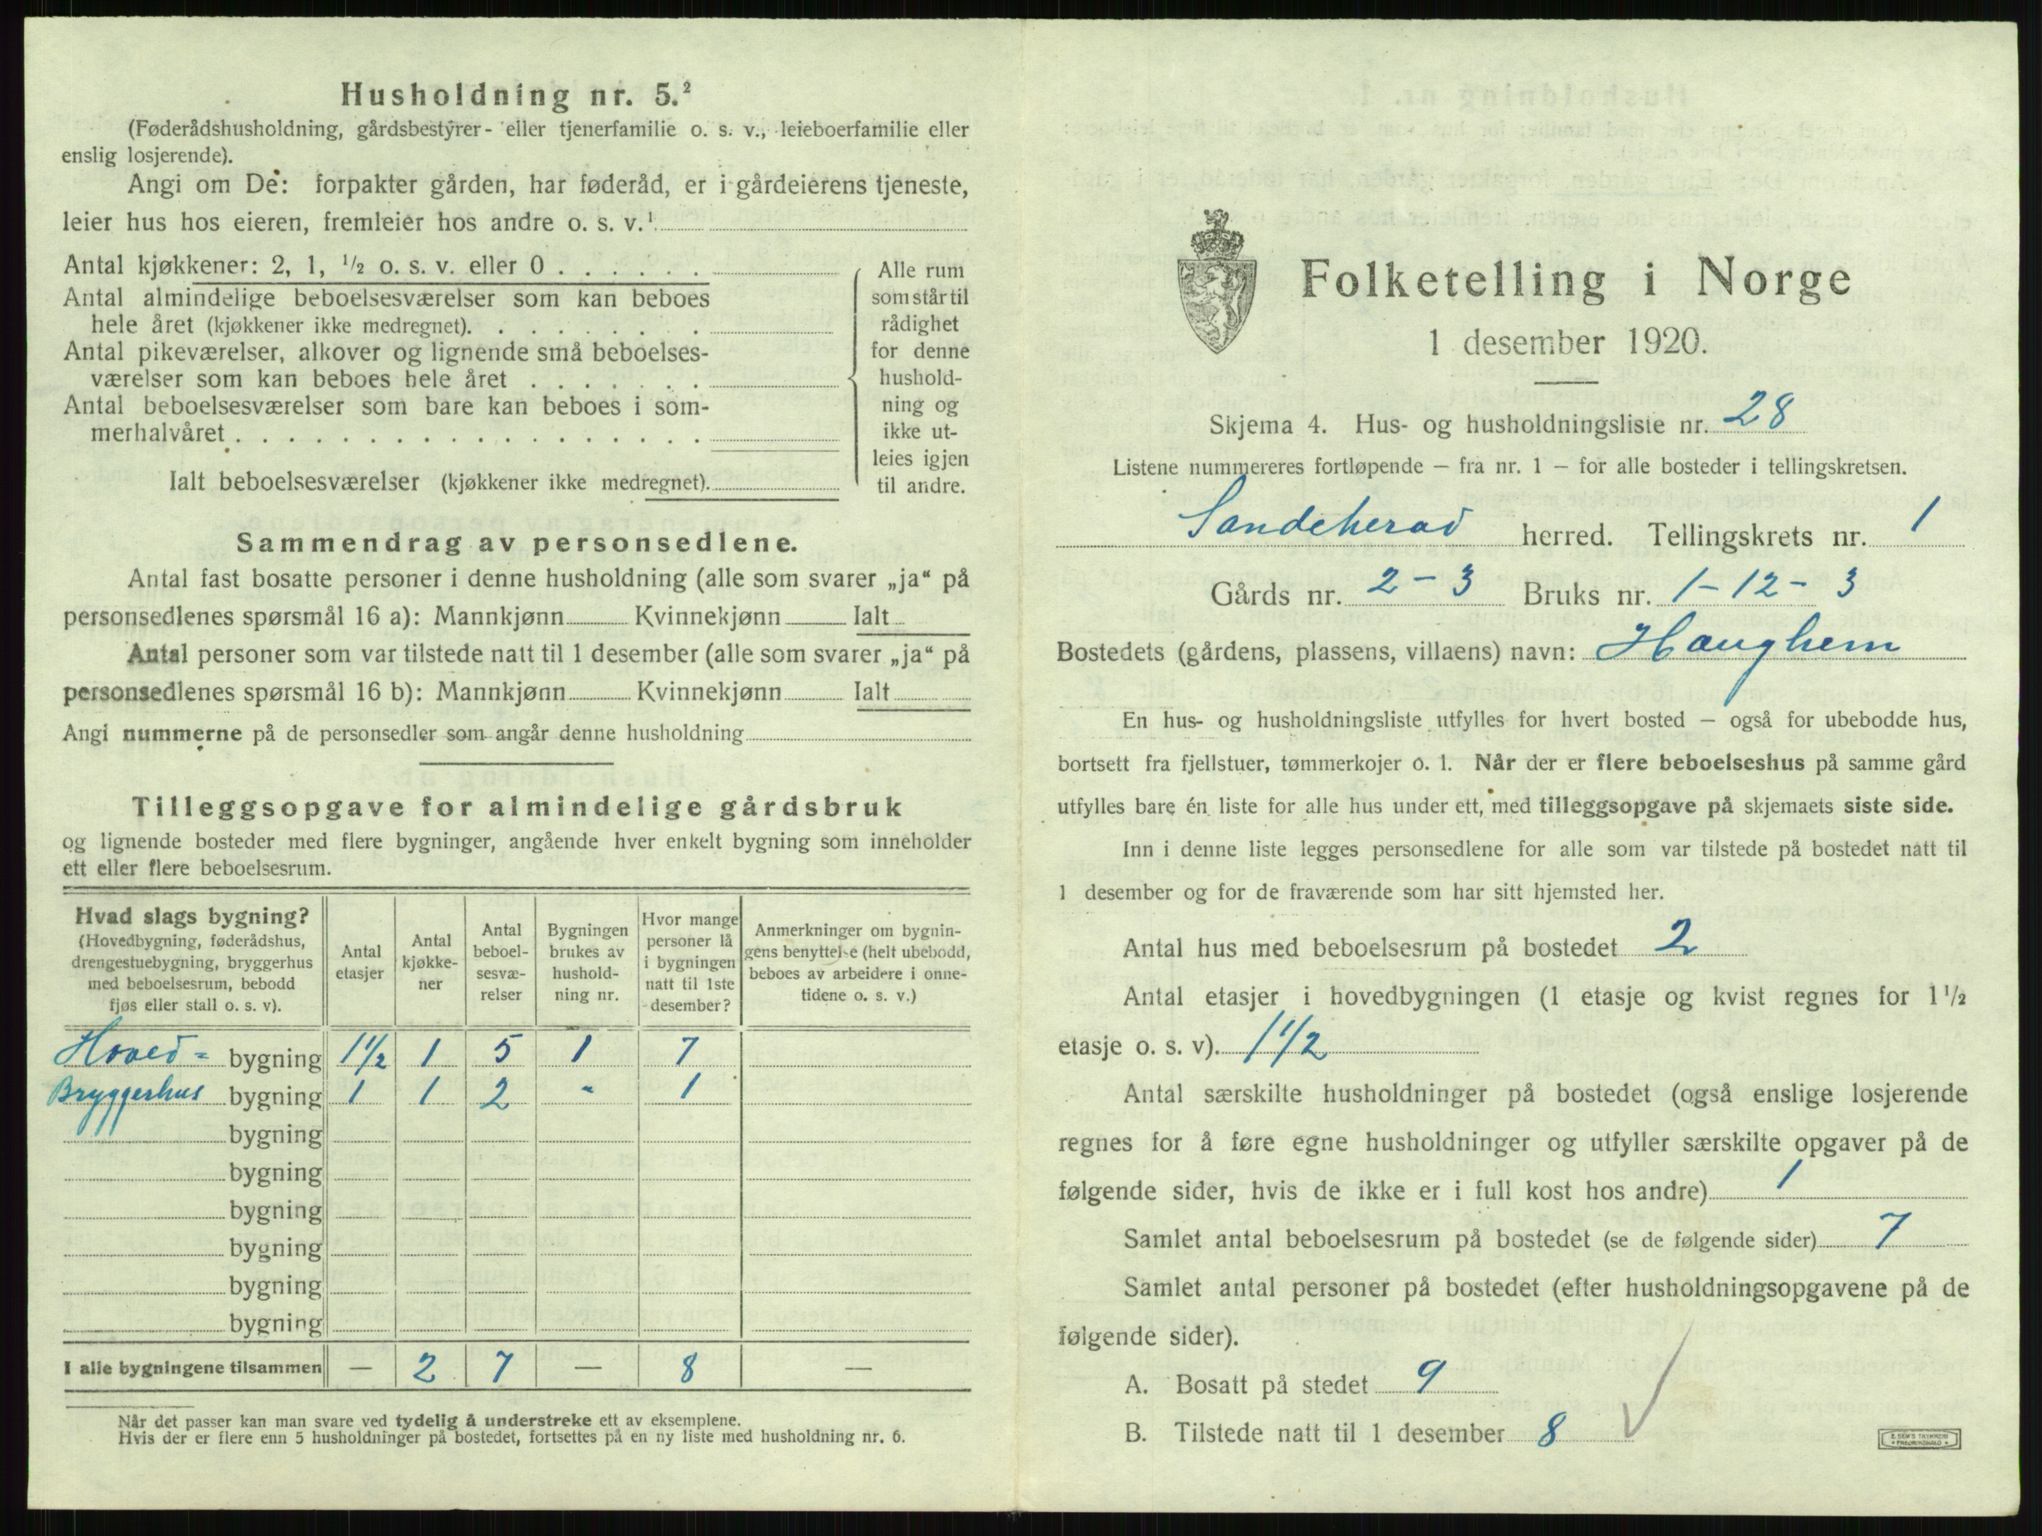 Husholdning nr. 5.²
(Føderådshusholdning, gårdsbestyrer- eller tjenerfamilie o. s. v., leieboerfamilie eller
enslig losjerende).
Angi om De: forpakter gården, har føderåd, er i gårdeierens tjeneste,
leier hus hos eieren, fremleier hos andre o. s. v.¹
Antal kjøkkener: 2, 1, ½ o. s. v. eller 0
Antal almindelige beboelsesværelser som kan beboes
hele året (kjøkkener ikke medregnet).
Antal pikeværelser, alkover og lignende små beboelses-
værelser som kan beboes hele året
Antal beboelsesværelser som bare kan beboes i som-
merhalvåret
Ialt beboelsesværelser (kjøkkener ikke medregnet).
Alle rum
som står til
rådighet
for denne
hushold-
ning og
ikke ut-
leies igjen
til andre.
Sammendrag av personsedlene.
Antal fast bosatte personer i denne husholdning (alle som svarer „ja“ på
personsedlenes spørsmål 16 a): Mannkjønn Kvinnekjønn Ialt
Antal personer som var tilstede natt til 1 desember (alle som svarer „ja“ på
personsedlenes spørsmål 16 b): Mannkjønn Kvinnekjønn Ialt
Angi nummerne på de personsedler som angår denne husholdning
Tilleggsopgave for almindelige gårdsbruk
og lignende bosteder med flere bygninger, angående hver enkelt bygning som inneholder
ett eller flere beboelsesrum.
Hvad slags bygning?
(Hovedbygning, føderådshus,
drengestuebygning, bryggerhus
med beboelsesrum, bebodd
fjøs eller stall o. s. v).
Antal
etasjer
Antal
kjøkke-
ner
Antal
beboel-
sesvæ-
relser
Bygningen
brukes av
hushold-
ning nr.
Hvor mange
personer lå
i bygningen
natt til 1ste
desember?
Anmerkninger om bygnin-
gens benyttelse (helt ubebodd,
beboes av arbeidere i onne-
tidene o. s. v.)
Hoved- bygning 1½ 1 5 1 7
Bryggerhus bygning 1 1 2 " 1
bygning
bygning
bygning
bygning
bygning
bygning
I alle bygningene tilsammen — 2 7 — 8 —
Når det passer kan man svare ved tydelig å understreke ett av eksemplene.
Hvis der er flere enn 5 husholdninger på bostedet, fortsettes på en ny liste med husholdning nr. 6.
Folketelling i Norge
1 desember 1920.
Skjema 4. Hus- og husholdningsliste nr. 28
Listene nummereres fortløpende — fra nr. 1 — for alle bosteder i tellingskretsen.
Sandeherad herred. Tellingskrets nr. 1
Gårds nr. 2 - 3 Bruks nr. 1-12 - 3
Bostedets (gårdens, plassens, villaens) navn: Haughem
En hus- og husholdningsliste utfylles for hvert bosted — også for ubebodde hus,
bortsett fra fjellstuer, tømmerkojer o. l. Når der er flere beboelseshus på samme gård
utfylles bare én liste for alle hus under ett, med tilleggsopgave på skjemaets siste side.
Inn i denne liste legges personsedlene for alle som var tilstede på bostedet natt til
1 desember og for de fraværende som har sitt hjemsted her.
Antal hus med beboelsesrum på bostedet 2
Antal etasjer i hovedbygningen (1 etasje og kvist regnes for 1½
etasje o. s. v). 1½
Antal særskilte husholdninger på bostedet (også enslige losjerende
regnes for å føre egne husholdninger og utfyller særskilte opgaver på de
følgende sider, hvis de ikke er i full kost hos andre) 1
Samlet antal beboelsesrum på bostedet (se de følgende sider) 7
Samlet antal personer på bostedet (efter husholdningsopgavene på de
følgende sider).
A. Bosatt på stedet 9
B. Tilstede natt til 1 desember 8